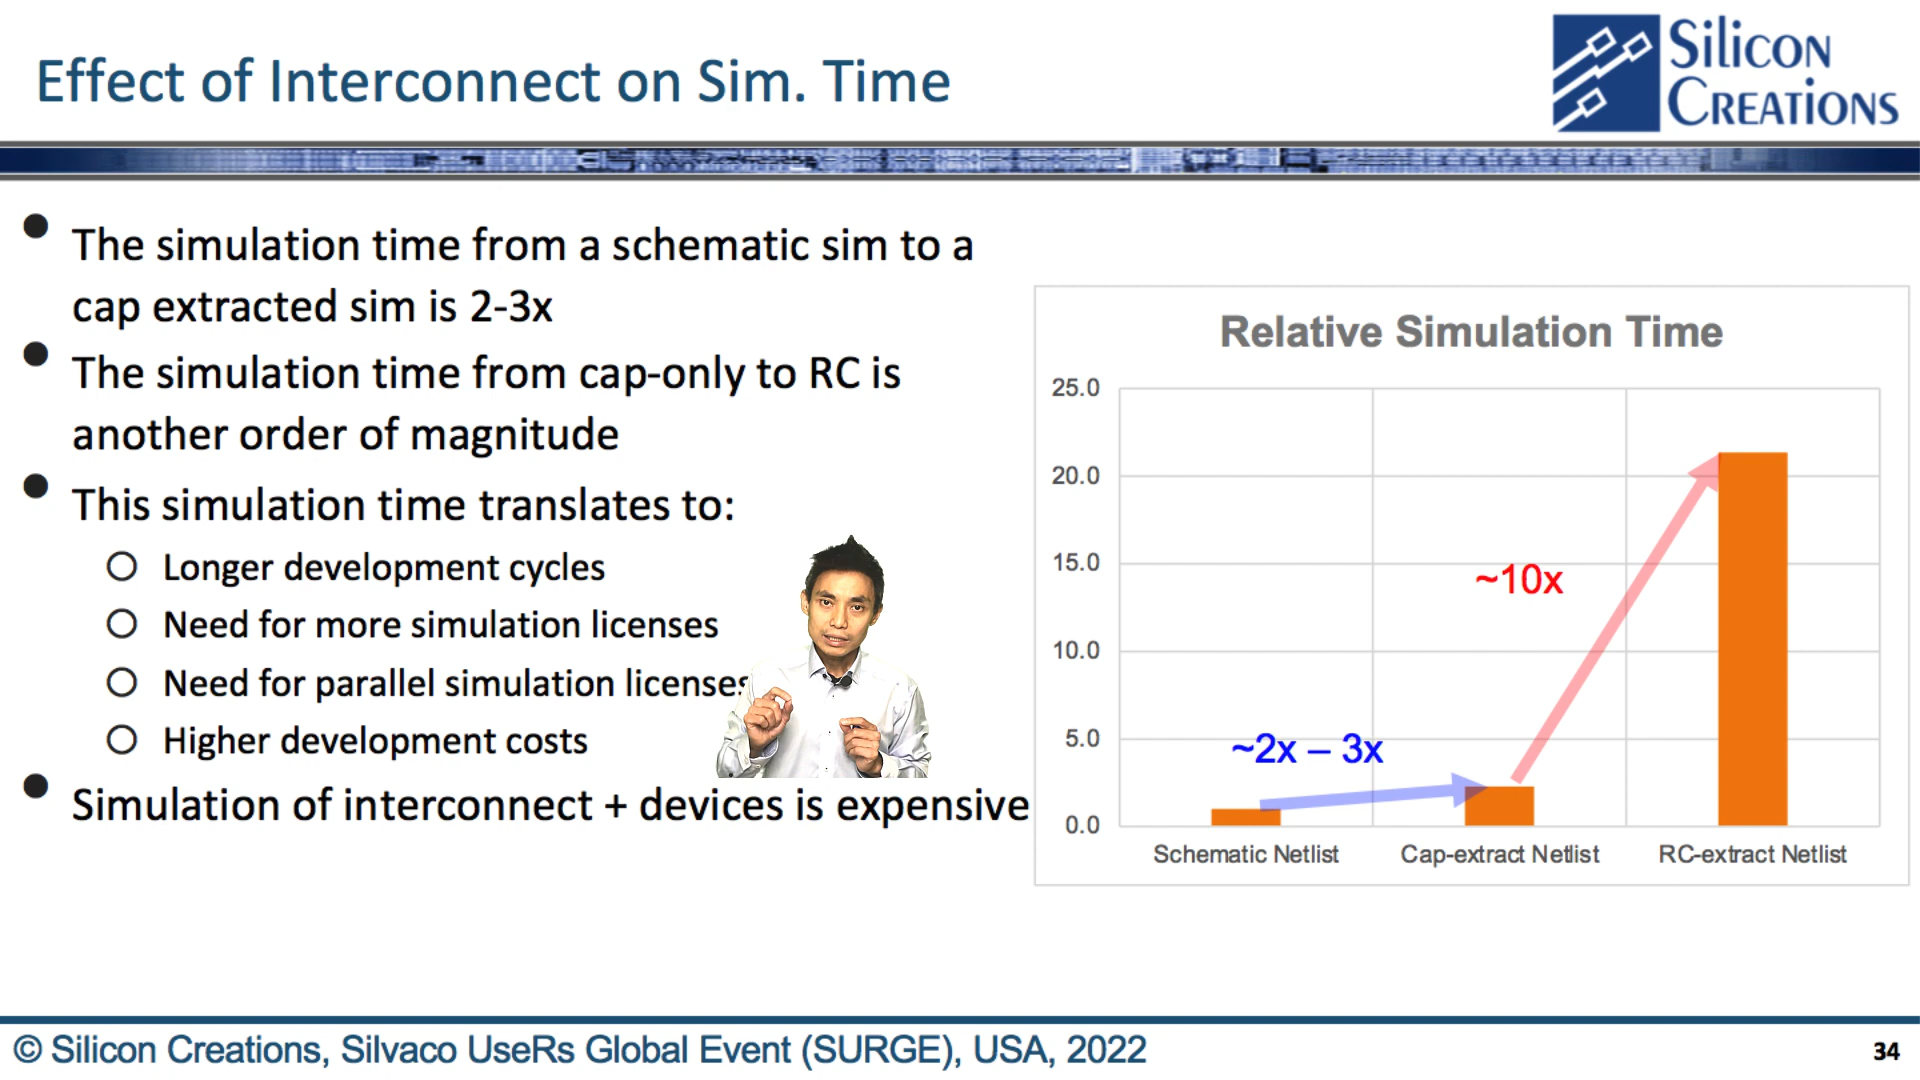 Effect of Interconnect on Sim. Time
Silicon
Creations
The simulation time from a schematic sim to a
cap extracted sim is 2-3x
The simulation time from cap-only to RC is
another order of magnitude
This simulation time translates to:
Longer development cycles
Need for more simulation licenses
Need for parallel simulation licenses
Higher development costs
Simulation of interconnect + devices is expensive
Relative Simulation Time
25.0
20.0
15.0
10.0
5.0
0.0
~10x
~2x – 3x
Schematic Netlist
Cap-extract Netlist
RC-extract Netlist
© Silicon Creations, Silvaco UseRs Global Event (SURGE), USA, 2022
34